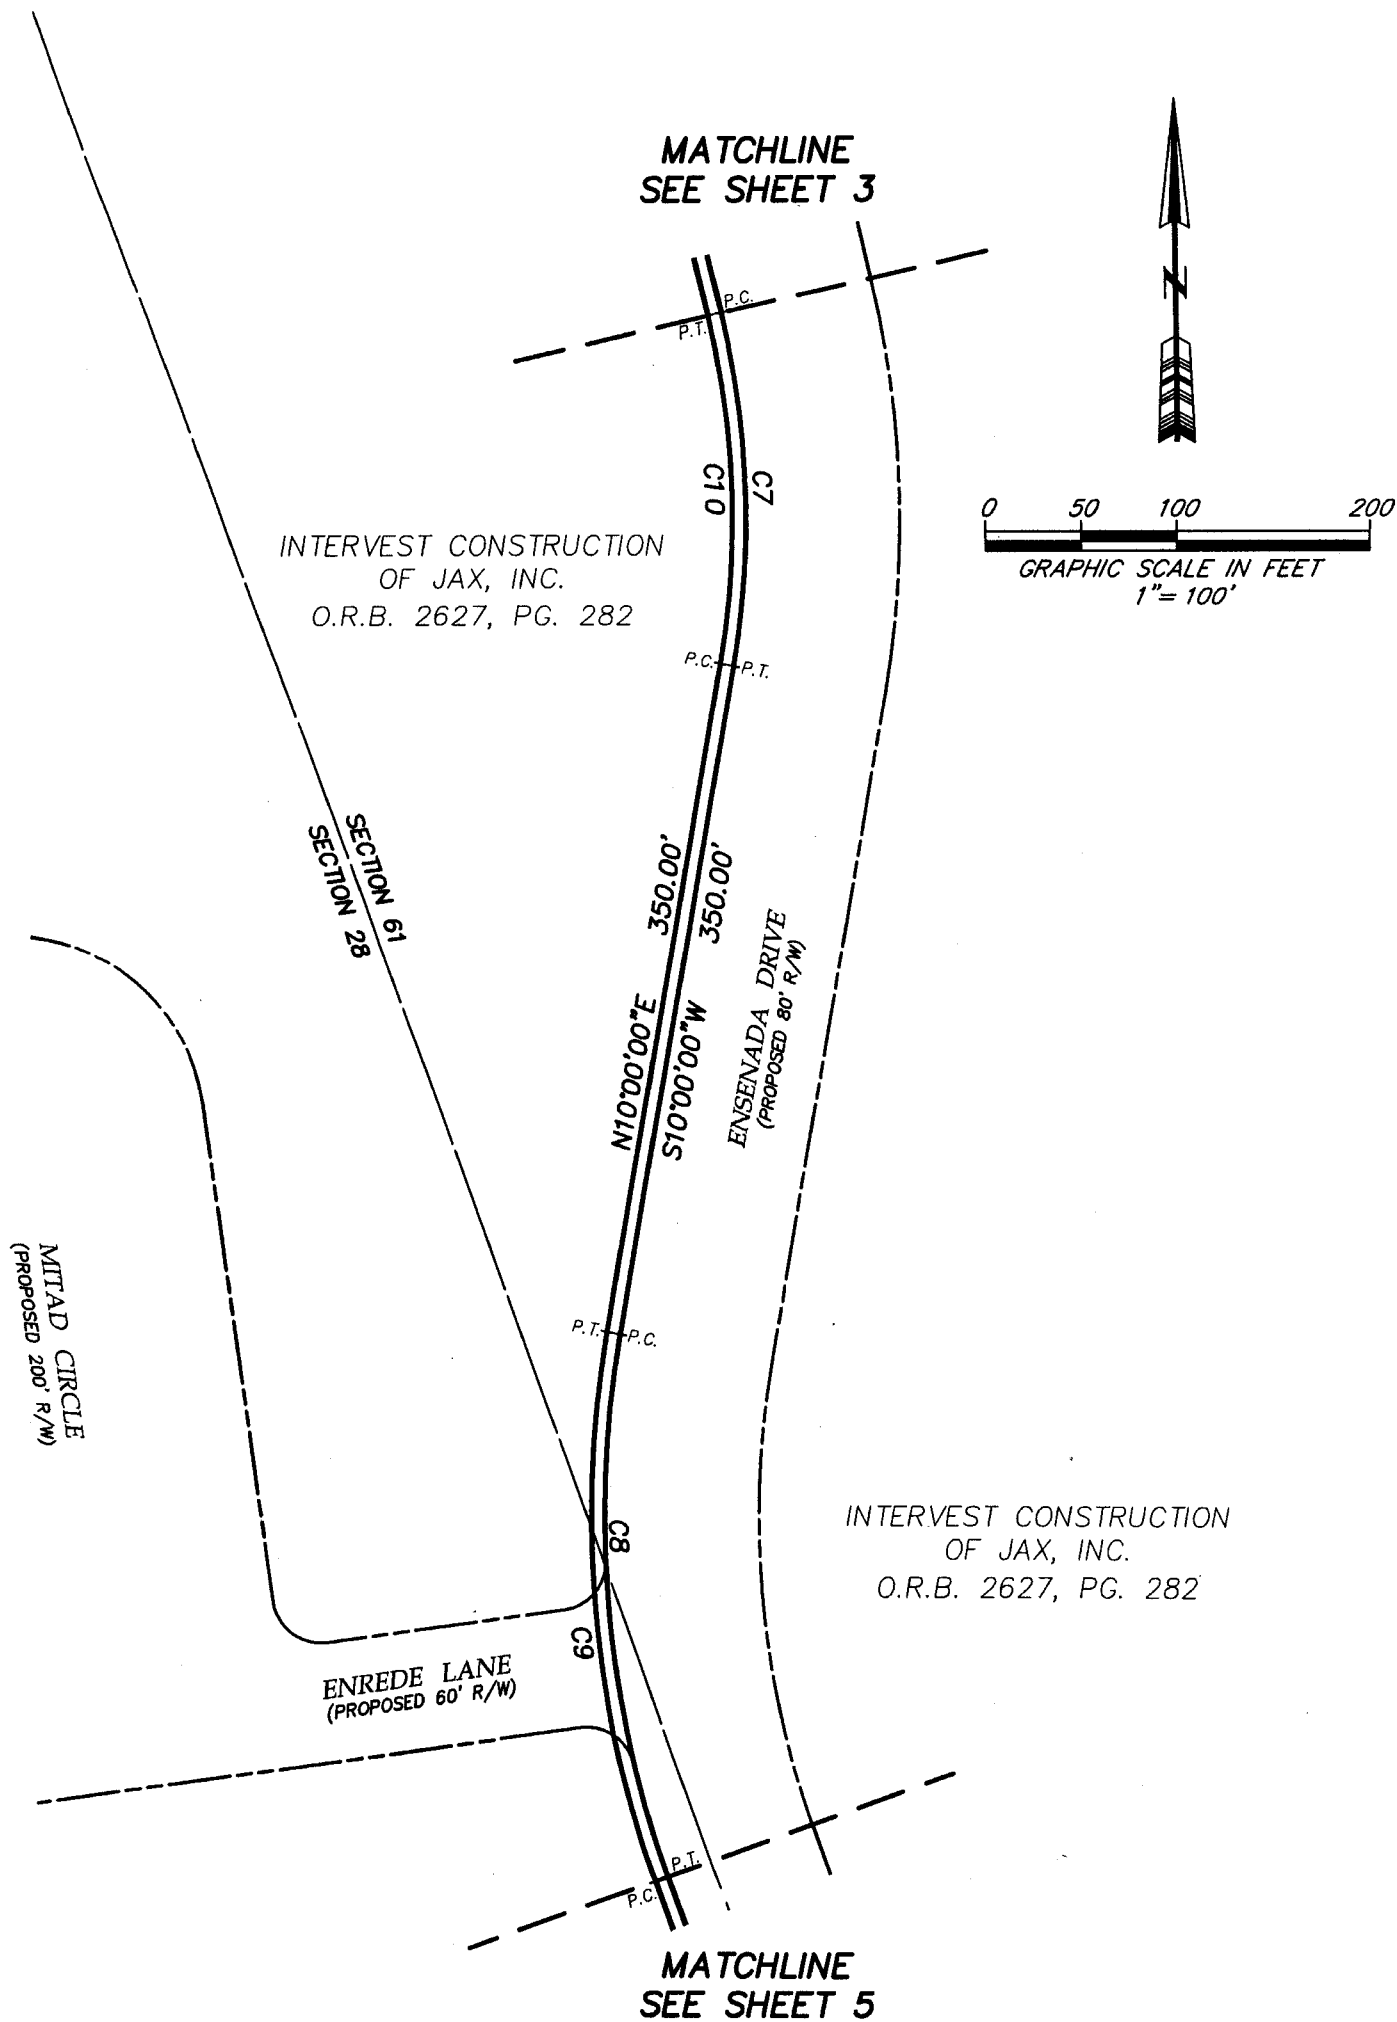 MATCHLINE
SEE SHEET 3
N
P.C.
P.T.
C7
C10
0 50 100 200
GRAPHIC SCALE IN FEET
1"= 100'
INTERVEST CONSTRUCTION
OF JAX, INC.
O.R.B. 2627, PG. 282
P.C.
P.T.
SECTION 61
SECTION 28
350.00'
350.00'
N10°00'00"E
S10°00'00"W
ENSENADA DRIVE
(PROPOSED 80' R/W)
MITAD CIRCLE
(PROPOSED 200' R/W)
P.T.
P.C.
C8
C9
INTERVEST CONSTRUCTION
OF JAX, INC.
O.R.B. 2627, PG. 282
ENREDE LANE
(PROPOSED 60' R/W)
P.T.
P.C.
MATCHLINE
SEE SHEET 5